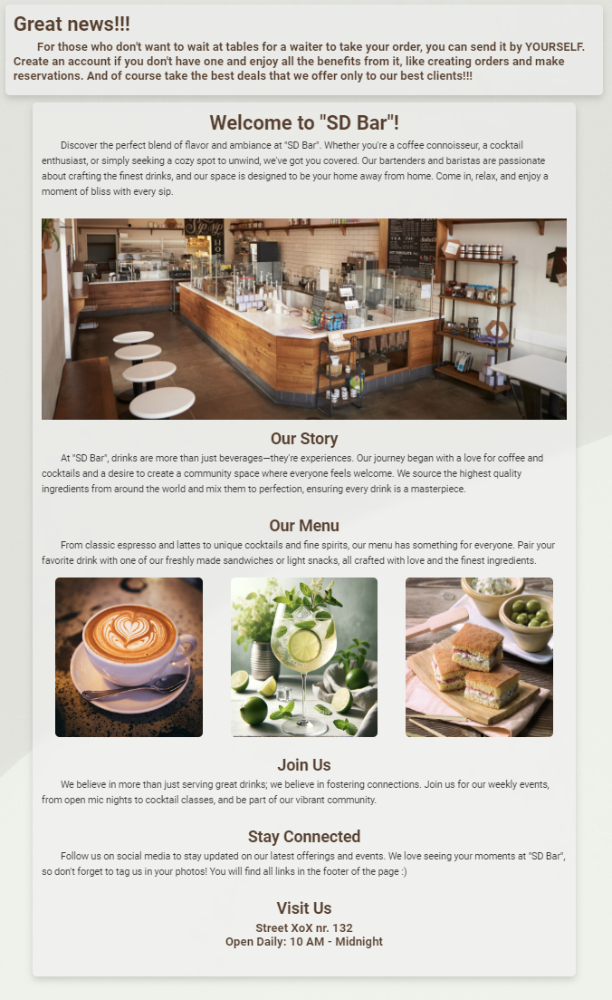 Great news!!!
For those who don't want to wait at tables for a waiter to take your order, you can send it by YOURSELF.
Create an account if you don't have one and enjoy all the benefits from it, like creating orders and make
reservations. And of course take the best deals that we offer only to our best clients!!!
Welcome to "SD Bar"!
Discover the perfect blend of flavor and ambiance at "SD Bar". Whether you're a coffee connoisseur, a cocktail
enthusiast, or simply seeking a cozy spot to unwind, we've got you covered. Our bartenders and baristas are passionate
about crafting the finest drinks, and our space is designed to be your home away from home. Come in, relax, and enjoy a
moment of bliss with every sip.
Our Story
At "SD Bar", drinks are more than just beverages—they're experiences. Our journey began with a love for coffee and
cocktails and a desire to create a community space where everyone feels welcome. We source the highest quality
ingredients from around the world and mix them to perfection, ensuring every drink is a masterpiece.
Our Menu
From classic espresso and lattes to unique cocktails and fine spirits, our menu has something for everyone. Pair your
favorite drink with one of our freshly made sandwiches or light snacks, all crafted with love and the finest ingredients.
Join Us
We believe in more than just serving great drinks; we believe in fostering connections. Join us for our weekly events,
from open mic nights to cocktail classes, and be part of our vibrant community.
Stay Connected
Follow us on social media to stay updated on our latest offerings and events. We love seeing your moments at "SD Bar",
so don't forget to tag us in your photos! You will find all links in the footer of the page :)
Visit Us
Street XoX nr. 132
Open Daily: 10 AM - Midnight